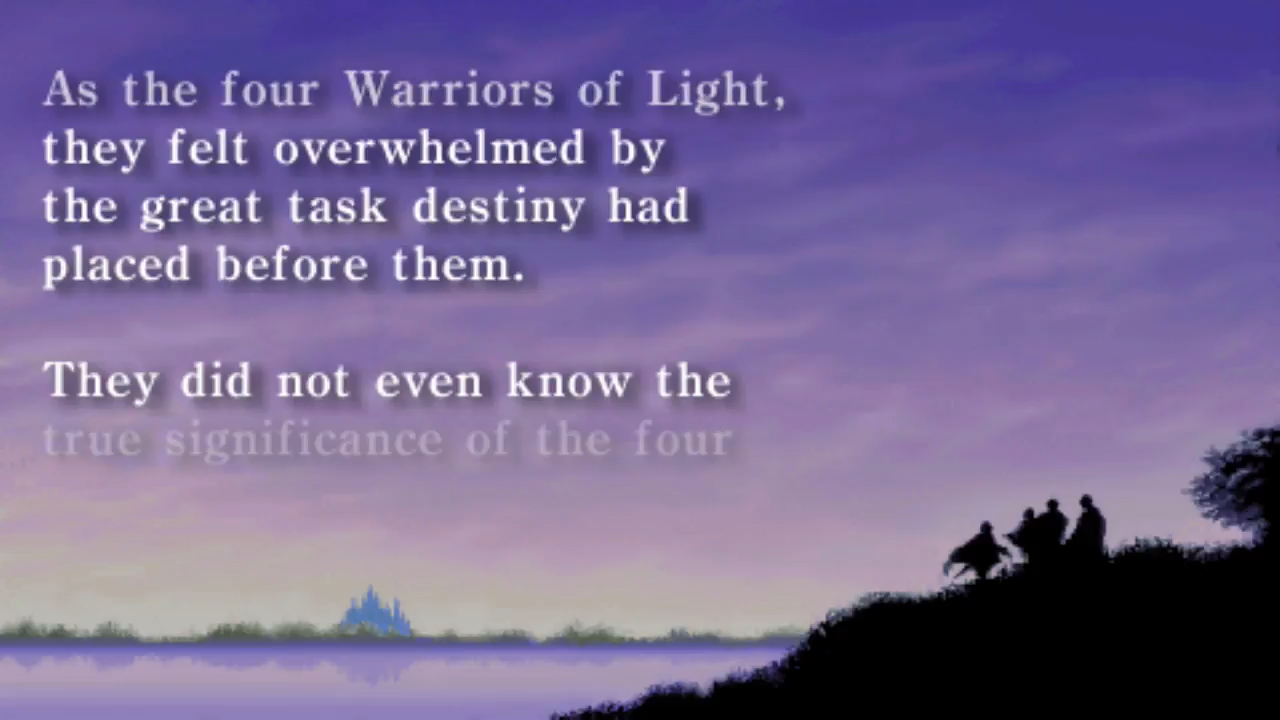 As the four Warriors of Light,
they felt overwhelmed by
the great task destiny had
placed before them.
They did not even know the
true significance of the four